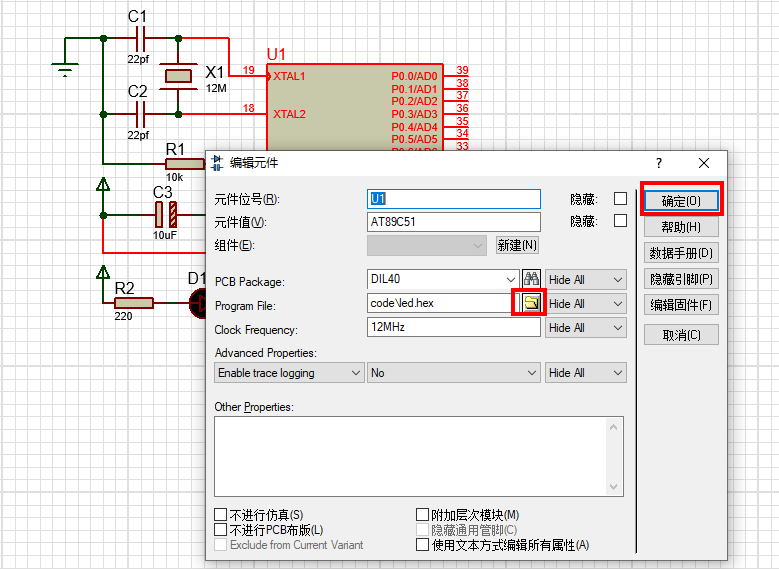 C1
22pf
X1
12M
C2
22pf
U1
19
XTAL1
18
XTAL2
P0.0/AD0
39
P0.1/AD1
38
P0.2/AD2
37
P0.3/AD3
36
P0.4/AD4
35
P0.5/AD5
34
33
R1
10k
C3
10uF
R2
220
D1
编辑元件
?
元件位号(R):
U1
隐藏:
确定(O)
元件值(V):
AT89C51
隐藏:
帮助(H)
组件(E):
新建(N)
数据手册(D)
PCB Package:
DIL40
Hide All
隐藏引脚(P)
Program File:
code\led.hex
Hide All
编辑固件(F)
Clock Frequency:
12MHz
Hide All
取消(C)
Advanced Properties:
Enable trace logging
No
Hide All
Other Properties:
不进行仿真(S)
附加层次模块(M)
不进行PCB布版(L)
隐藏通用管脚(C)
Exclude from Current Variant
使用文本方式编辑所有属性(A)